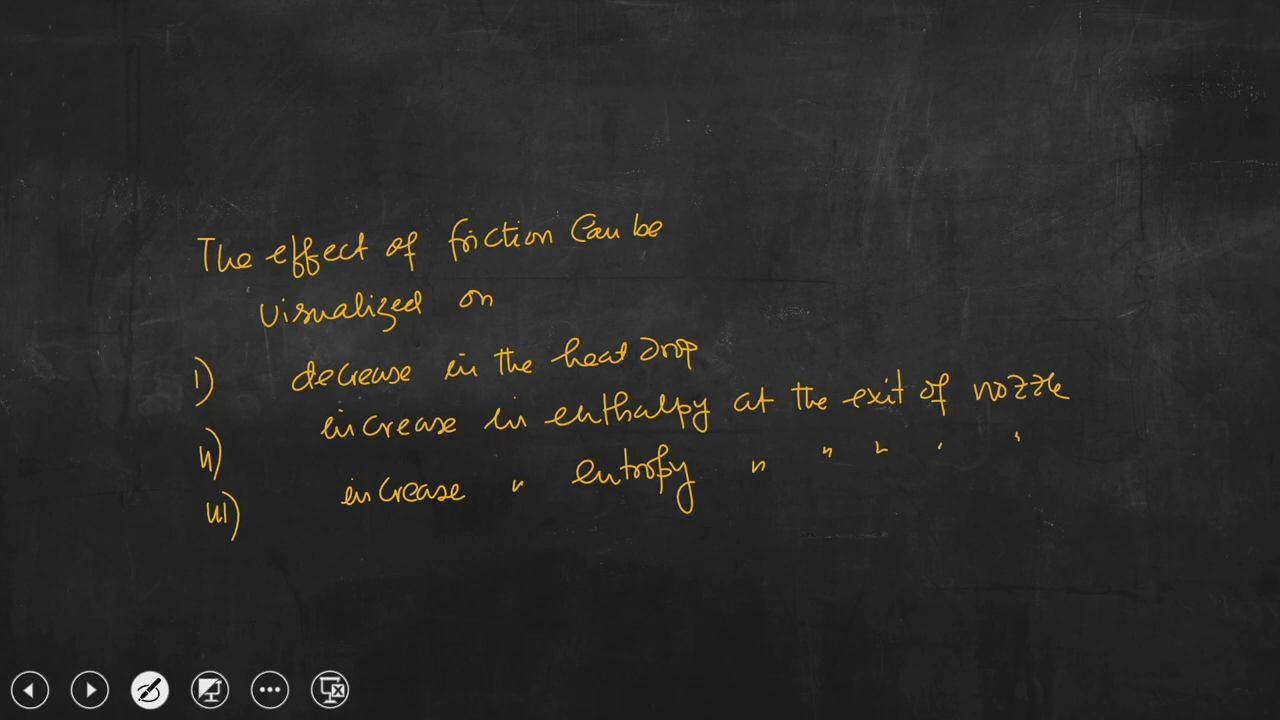 The effect of friction can be
visualized on
i) decrease in the heat drop
ii) increase in enthalpy at the exit of nozzle
iii) increase " entropy " " " " "